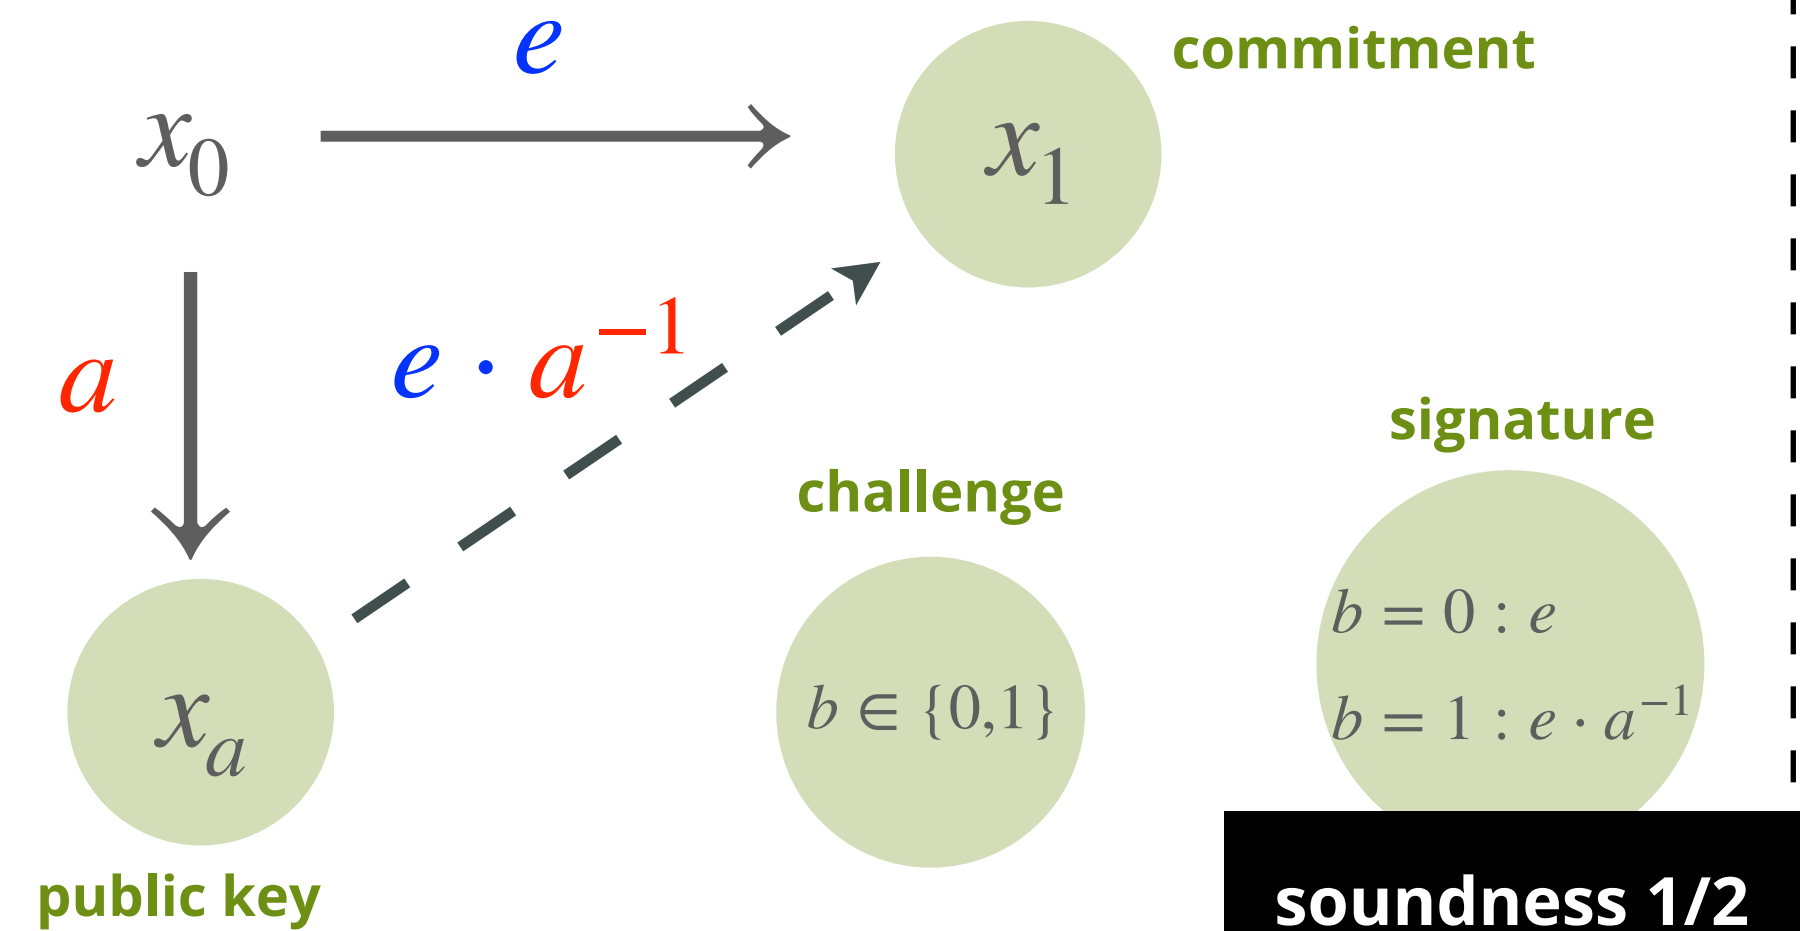 e
commitment
x₀
x₁
a
e · a⁻¹
signature
challenge
b = 0 : e
b ∈ {0,1}
b = 1 : e · a⁻¹
xₐ
public key
soundness 1/2